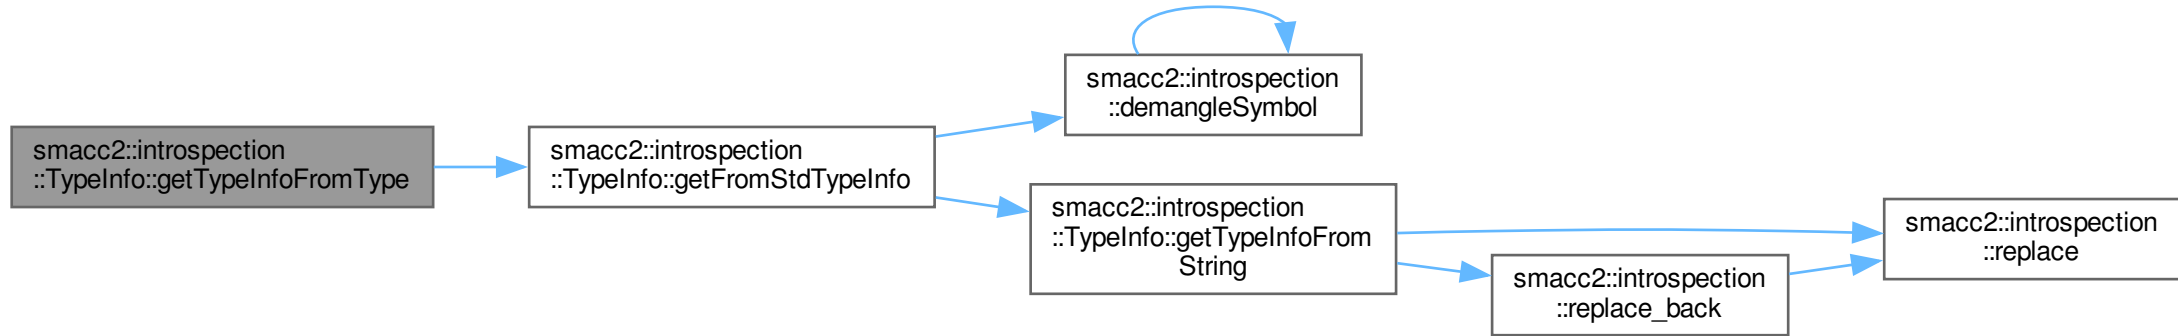 smacc2::introspection
::TypeInfo::getTypeInfoFromType
smacc2::introspection
::TypeInfo::getFromStdTypeInfo
smacc2::introspection
::demangleSymbol
smacc2::introspection
::TypeInfo::getTypeInfoFrom
String
smacc2::introspection
::replace_back
smacc2::introspection
::replace